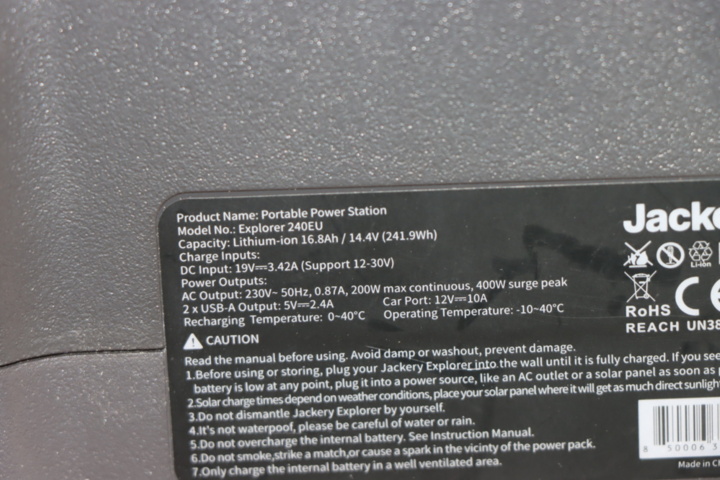 Product Name: Portable Power Station
Model No.: Explorer 240EU
Capacity: Lithium-ion 16.8Ah / 14.4V (241.9Wh)
Charge Inputs:
DC Input: 19V⎓3.42A (Support 12-30V)
Power Outputs:
AC Output: 230V~ 50Hz, 0.87A, 200W max continuous, 400W surge peak
2 x USB-A Output: 5V⎓2.4A Car Port: 12V⎓10A
Recharging Temperature: 0~40°C Operating Temperature: -10~40°C
CAUTION
Read the manual before using. Avoid damp or washout, prevent damage.
1.Before using or storing, plug your Jackery Explorer into the wall until it is fully charged. If you see
battery is low at any point, plug it into a power source, like an AC outlet or a solar panel as soon as
2.Solar charge times depend on weather conditions, place your solar panel where it will get as much direct sunligh
3.Do not dismantle Jackery Explorer by yourself.
4.It's not waterpoof, please be careful of water or rain.
5.Do not overcharge the internal battery. See Instruction Manual.
6.Do not smoke,strike a match,or cause a spark in the vicinty of the power pack.
7.Only charge the internal battery in a well ventilated area.
Jacke
Li-ion
RoHS CE
REACH UN38
8 50006 3
Made in C